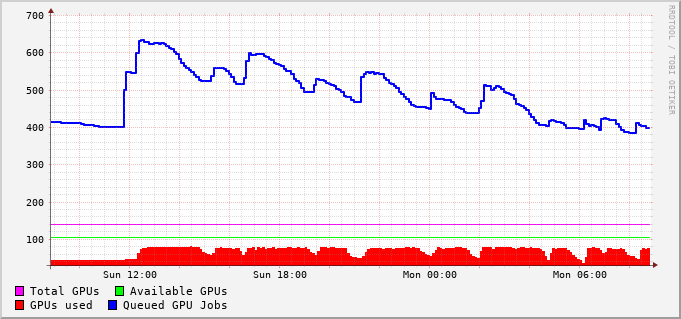 700
600
500
400
300
200
100
Sun 12:00 Sun 18:00 Mon 00:00 Mon 06:00
Total GPUs Available GPUs
GPUs used Queued GPU Jobs
RRDTOOL / TOBI OETIKER